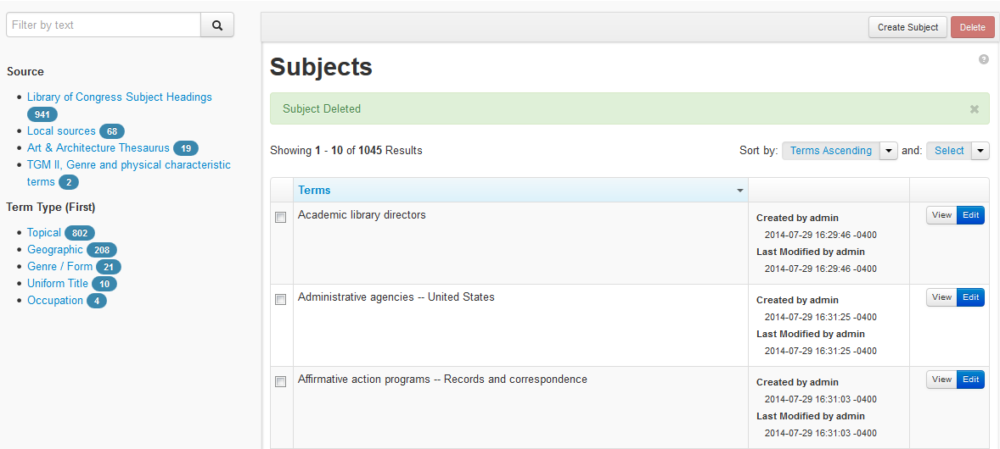 Filter by text
Create Subject
Delete
Source
Library of Congress Subject Headings
941
Local sources 68
Art & Architecture Thesaurus 19
TGM II, Genre and physical characteristic
terms 2
Term Type (First)
Topical 802
Geographic 208
Genre / Form 21
Uniform Title 10
Occupation 4
Subjects
Subject Deleted
Showing 1 - 10 of 1045 Results
Sort by: Terms Ascending and: Select
Terms
Academic library directors
Created by admin
2014-07-29 16:29:46 -0400
Last Modified by admin
2014-07-29 16:29:46 -0400
View Edit
Administrative agencies -- United States
Created by admin
2014-07-29 16:31:25 -0400
Last Modified by admin
2014-07-29 16:31:25 -0400
View Edit
Affirmative action programs -- Records and correspondence
Created by admin
2014-07-29 16:31:03 -0400
Last Modified by admin
2014-07-29 16:31:03 -0400
View Edit